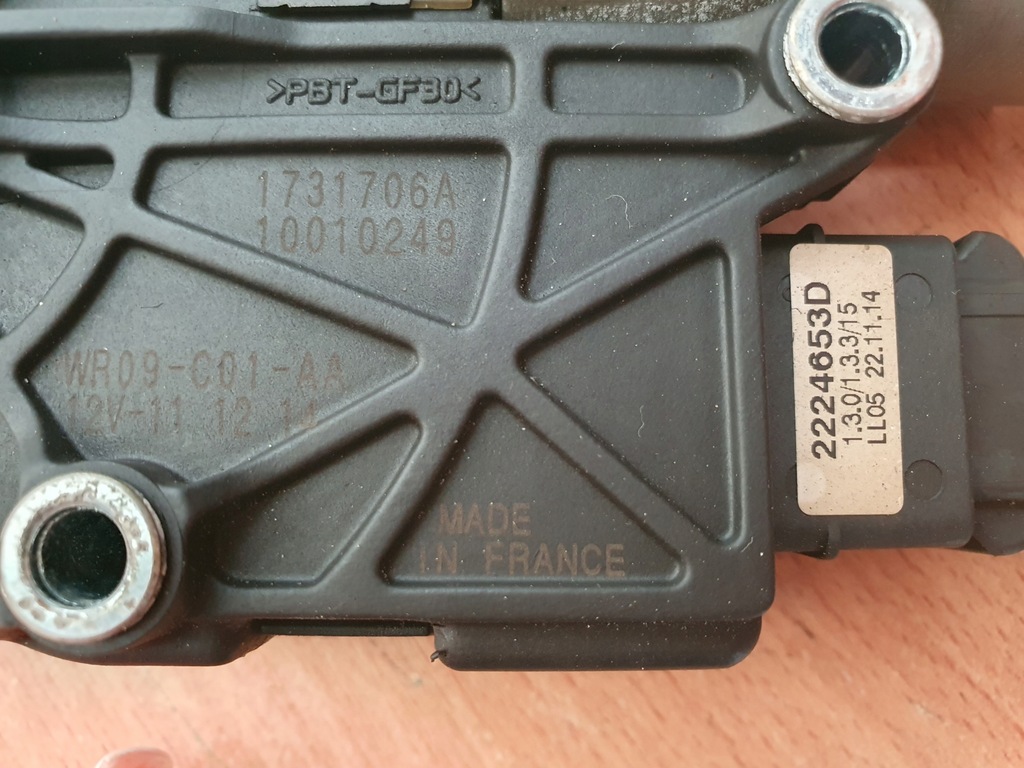 >PBT-GF30<
1731706A
10010249
WR09-C01-AA
12V-11 12 14
MADE
IN FRANCE
2224653D
1.3.0/1.3.3/15
LL05 22.11.14